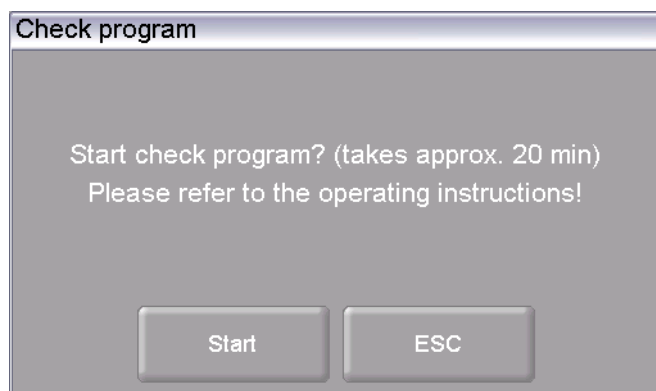 Check program
Start check program? (takes approx. 20 min)
Please refer to the operating instructions!
Start
ESC